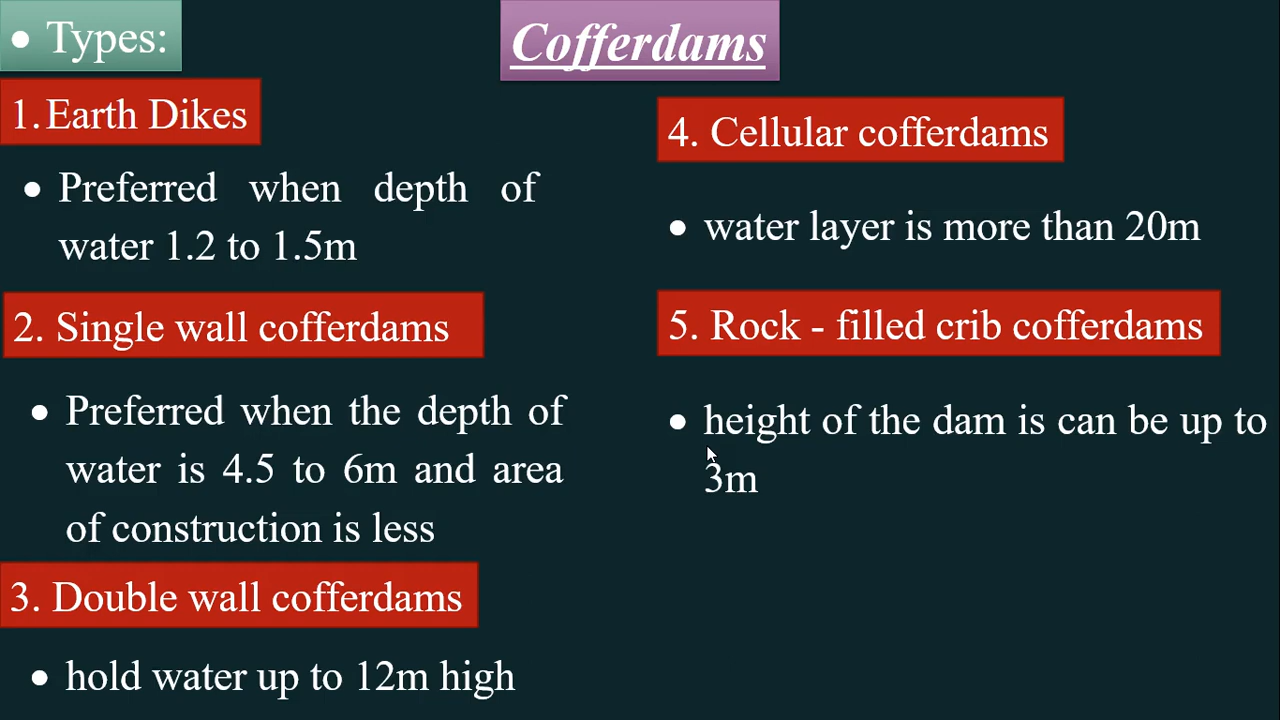 • Types:
Cofferdams
1. Earth Dikes
• Preferred when depth of
water 1.2 to 1.5m
2. Single wall cofferdams
• Preferred when the depth of
water is 4.5 to 6m and area
of construction is less
3. Double wall cofferdams
• hold water up to 12m high
4. Cellular cofferdams
• water layer is more than 20m
5. Rock - filled crib cofferdams
• height of the dam is can be up to
3m